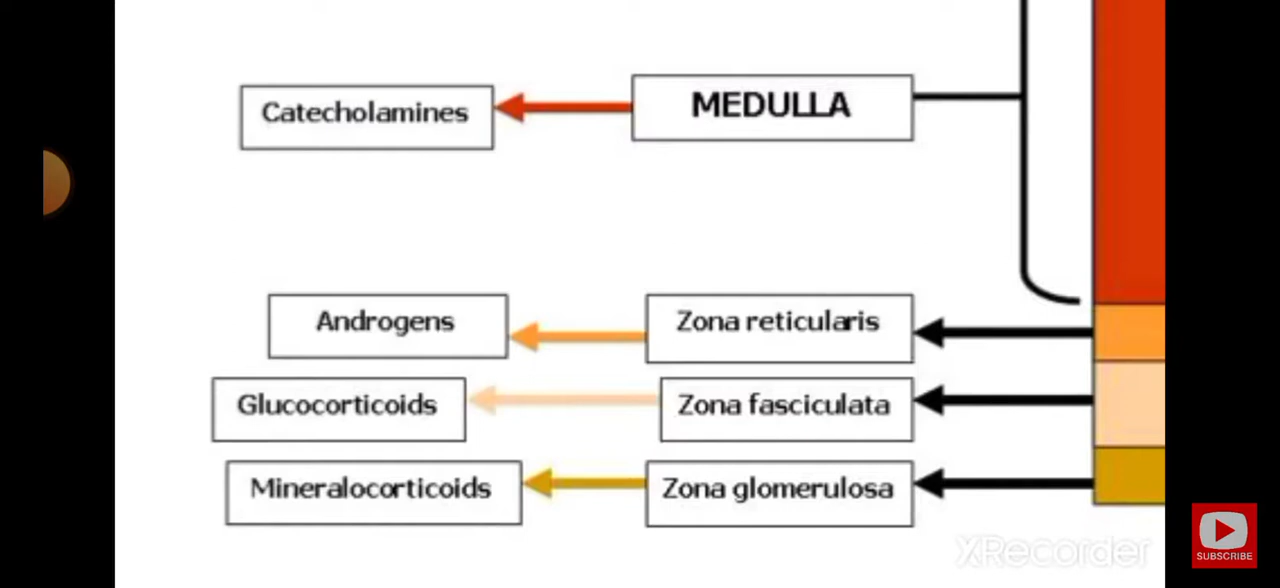 Catecholamines
MEDULLA
Androgens
Zona reticularis
Glucocorticoids
Zona fasciculata
Mineralocorticoids
Zona glomerulosa
XRecorder
SUBSCRIBE